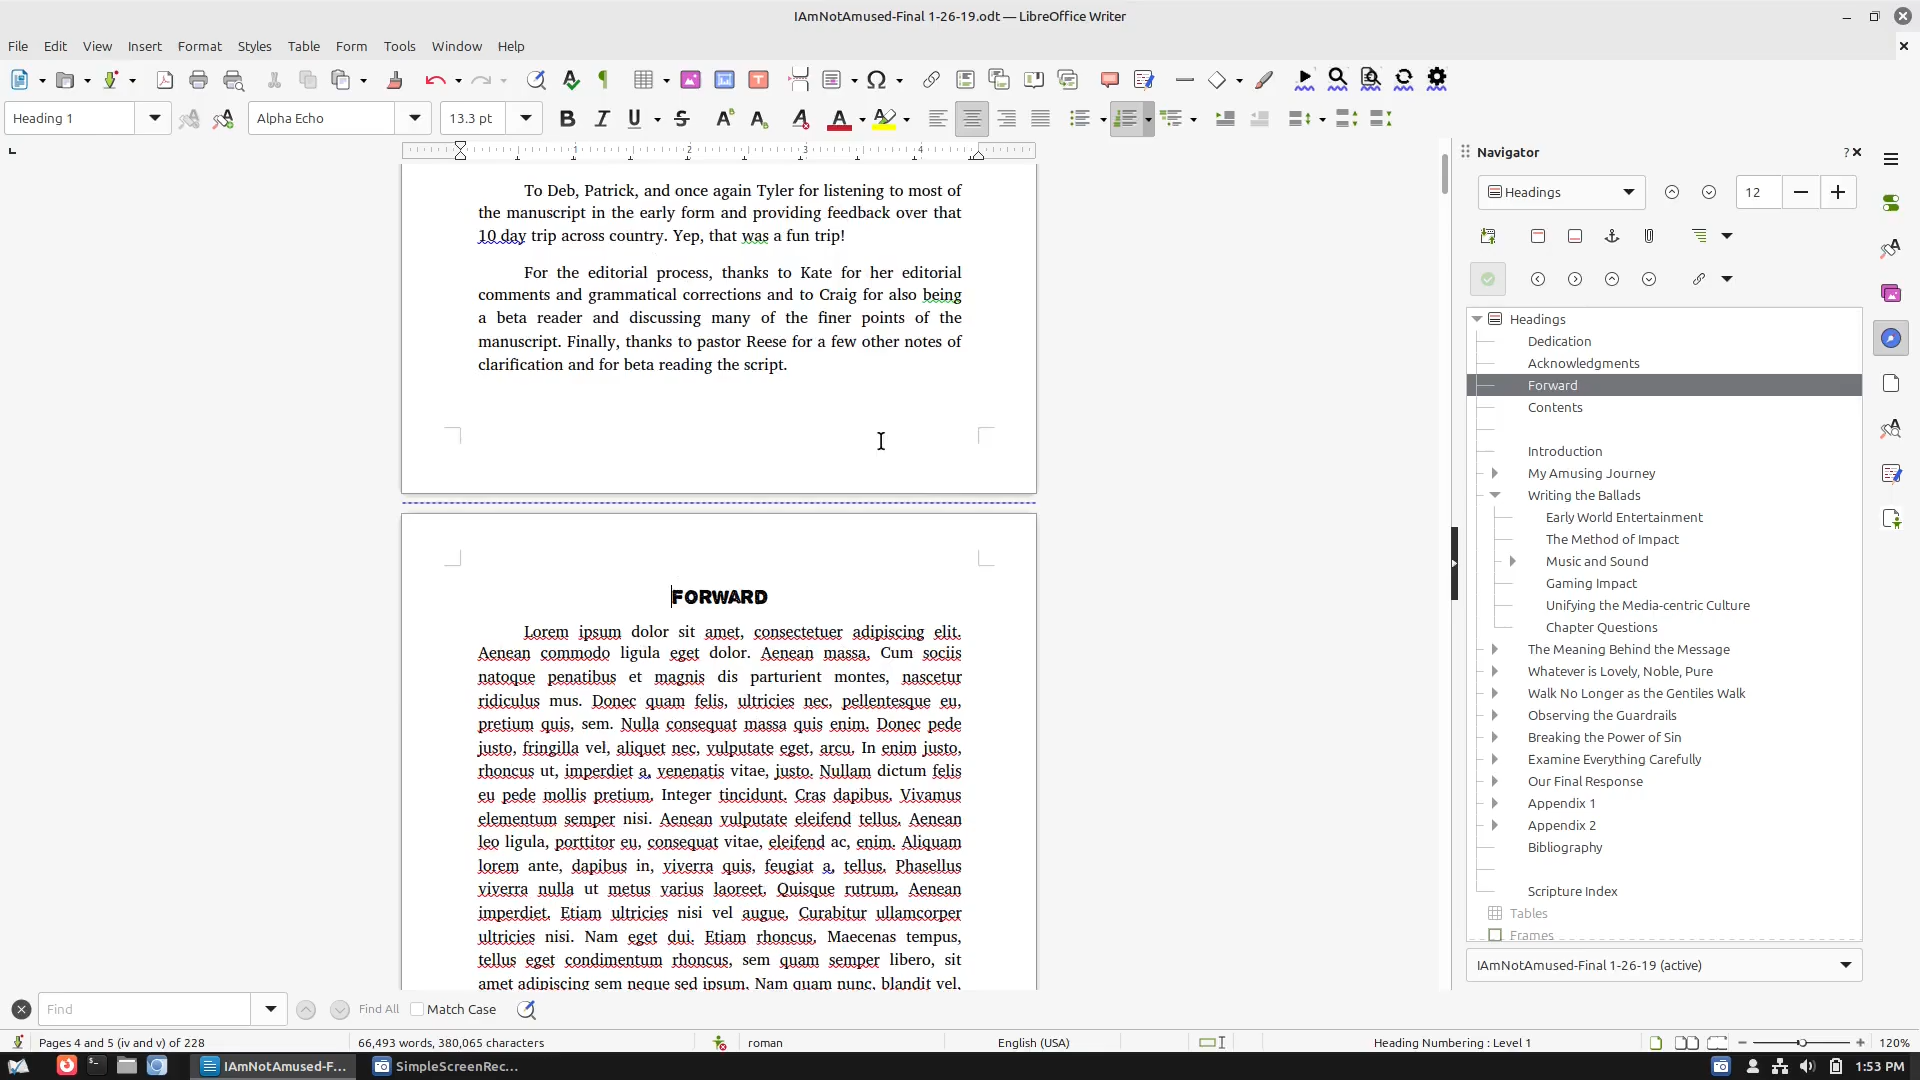 IAmNotAmused-Final 1-26-19.odt — LibreOffice Writer
File Edit View Insert Format Styles Table Form Tools Window Help
Heading 1 Alpha Echo 13.3 pt
1 2 3 4
To Deb, Patrick, and once again Tyler for listening to most of
the manuscript in the early form and providing feedback over that
10 day trip across country. Yep, that was a fun trip!
For the editorial process, thanks to Kate for her editorial
comments and grammatical corrections and to Craig for also being
a beta reader and discussing many of the finer points of the
manuscript. Finally, thanks to pastor Reese for a few other notes of
clarification and for beta reading the script.
FORWARD
Lorem ipsum dolor sit amet, consectetuer adipiscing elit.
Aenean commodo ligula eget dolor. Aenean massa. Cum sociis
natoque penatibus et magnis dis parturient montes, nascetur
ridiculus mus. Donec quam felis, ultricies nec, pellentesque eu,
pretium quis, sem. Nulla consequat massa quis enim. Donec pede
justo, fringilla vel, aliquet nec, vulputate eget, arcu. In enim justo,
rhoncus ut, imperdiet a, venenatis vitae, justo. Nullam dictum felis
eu pede mollis pretium. Integer tincidunt. Cras dapibus. Vivamus
elementum semper nisi. Aenean vulputate eleifend tellus. Aenean
leo ligula, porttitor eu, consequat vitae, eleifend ac, enim. Aliquam
lorem ante, dapibus in, viverra quis, feugiat a, tellus. Phasellus
viverra nulla ut metus varius laoreet. Quisque rutrum. Aenean
imperdiet. Etiam ultricies nisi vel augue. Curabitur ullamcorper
ultricies nisi. Nam eget dui. Etiam rhoncus. Maecenas tempus,
tellus eget condimentum rhoncus, sem quam semper libero, sit
amet adipiscing sem neque sed ipsum. Nam quam nunc, blandit vel,
Navigator ?
Headings 12
Headings
Dedication
Acknowledgments
Forward
Contents
Introduction
My Amusing Journey
Writing the Ballads
Early World Entertainment
The Method of Impact
Music and Sound
Gaming Impact
Unifying the Media-centric Culture
Chapter Questions
The Meaning Behind the Message
Whatever is Lovely, Noble, Pure
Walk No Longer as the Gentiles Walk
Observing the Guardrails
Breaking the Power of Sin
Examine Everything Carefully
Our Final Response
Appendix 1
Appendix 2
Bibliography
Scripture Index
Tables
Frames
IAmNotAmused-Final 1-26-19 (active)
Find Find All Match Case
Pages 4 and 5 (iv and v) of 228 66,493 words, 380,065 characters roman English (USA) Heading Numbering : Level 1 120%
IAmNotAmused-F... SimpleScreenRec... 1:53 PM